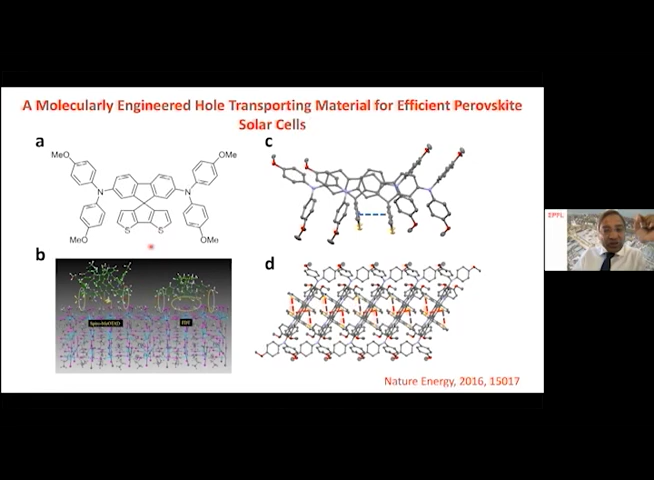 A Molecularly Engineered Hole Transporting Material for Efficient Perovskite
Solar Cells
a
MeO
OMe
N
N
MeO
S
S
OMe
b
Spiro-MeOTAD
FDT
c
d
Nature Energy, 2016, 15017
EPFL